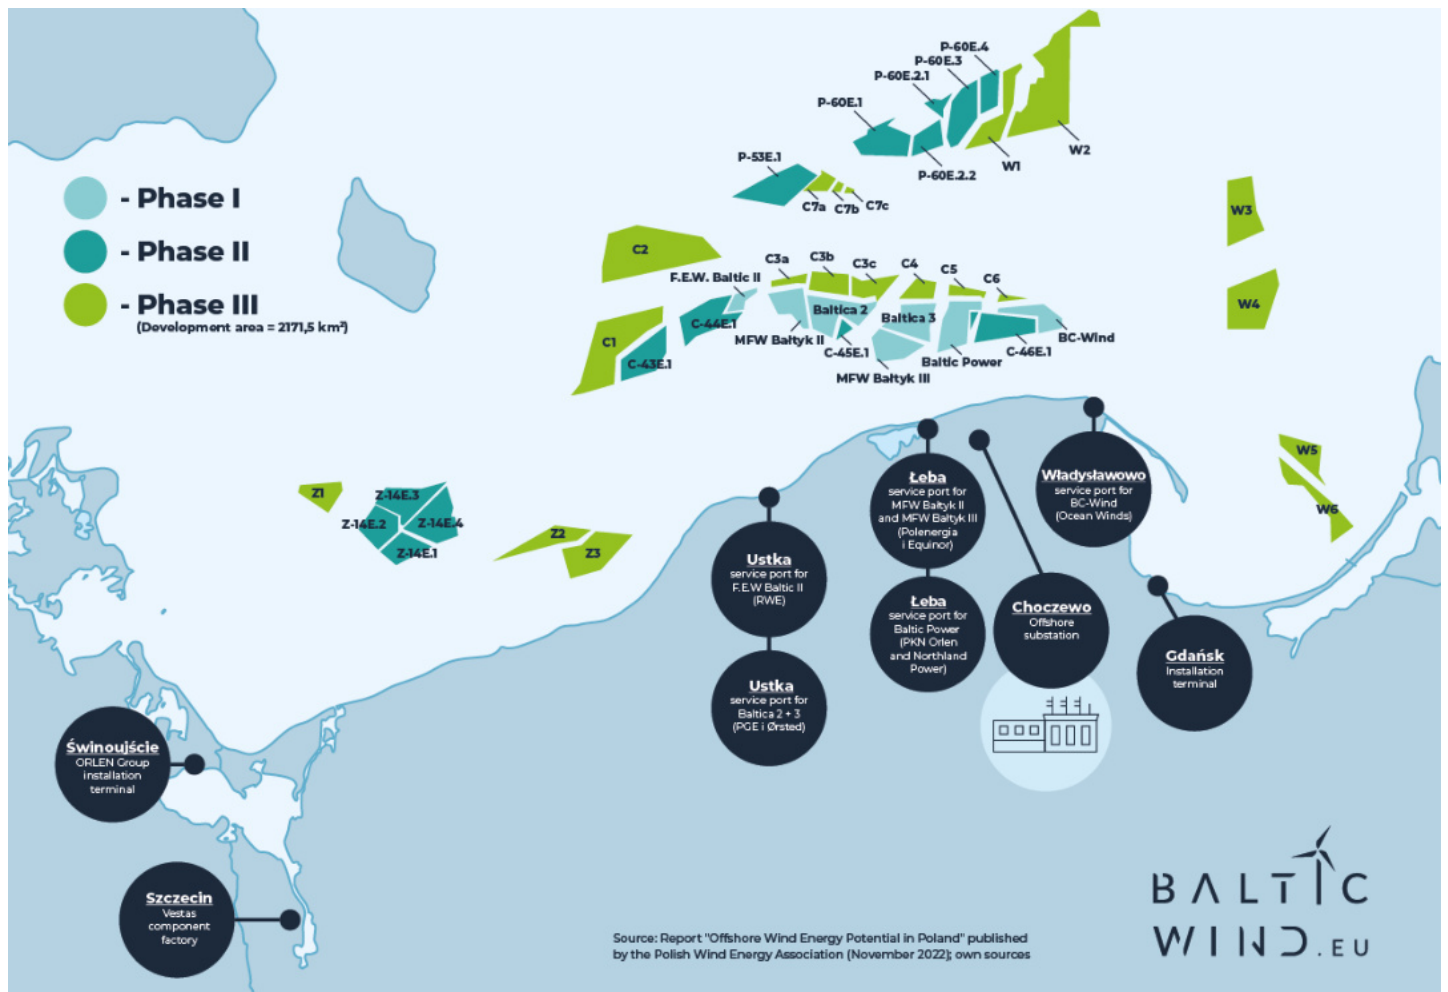 P-60E.4
P-60E.3
P-60E.2.1
P-60E.1
W2
W1
P-60E.2.2
P-53E.1
C7a
C7b
C7c
- Phase I
- Phase II
- Phase III
(Development area = 2171,5 km²)
W3
W4
C2
F.E.W. Baltic II
C3a
C3b
C3c
C4
C5
C6
C1
C-43E.1
C-44E.1
MFW Bałtyk II
Baltica 2
C-45E.1
Baltica 3
MFW Bałtyk III
Baltic Power
C-46E.1
BC-Wind
W5
W6
Z1
Z-14E.3
Z-14E.2
Z-14E.4
Z-14E.1
Z2
Z3
Ustka
service port for
F.E.W Baltic II
(RWE)
Ustka
service port for
Baltica 2 + 3
(PGE i Ørsted)
Łeba
service port for
MFW Bałtyk II
and MFW Bałtyk III
(Polenergia
i Equinor)
Łeba
service port for
Baltic Power
(PKN Orlen
and Northland
Power)
Władysławowo
service port for
BC-Wind
(Ocean Winds)
Choczewo
Offshore
substation
Gdańsk
Installation
terminal
Świnoujście
ORLEN Group
installation
terminal
Szczecin
Vestas
component
factory
Source: Report "Offshore Wind Energy Potential in Poland" published
by the Polish Wind Energy Association (November 2022); own sources
BALTIC
WIND.EU